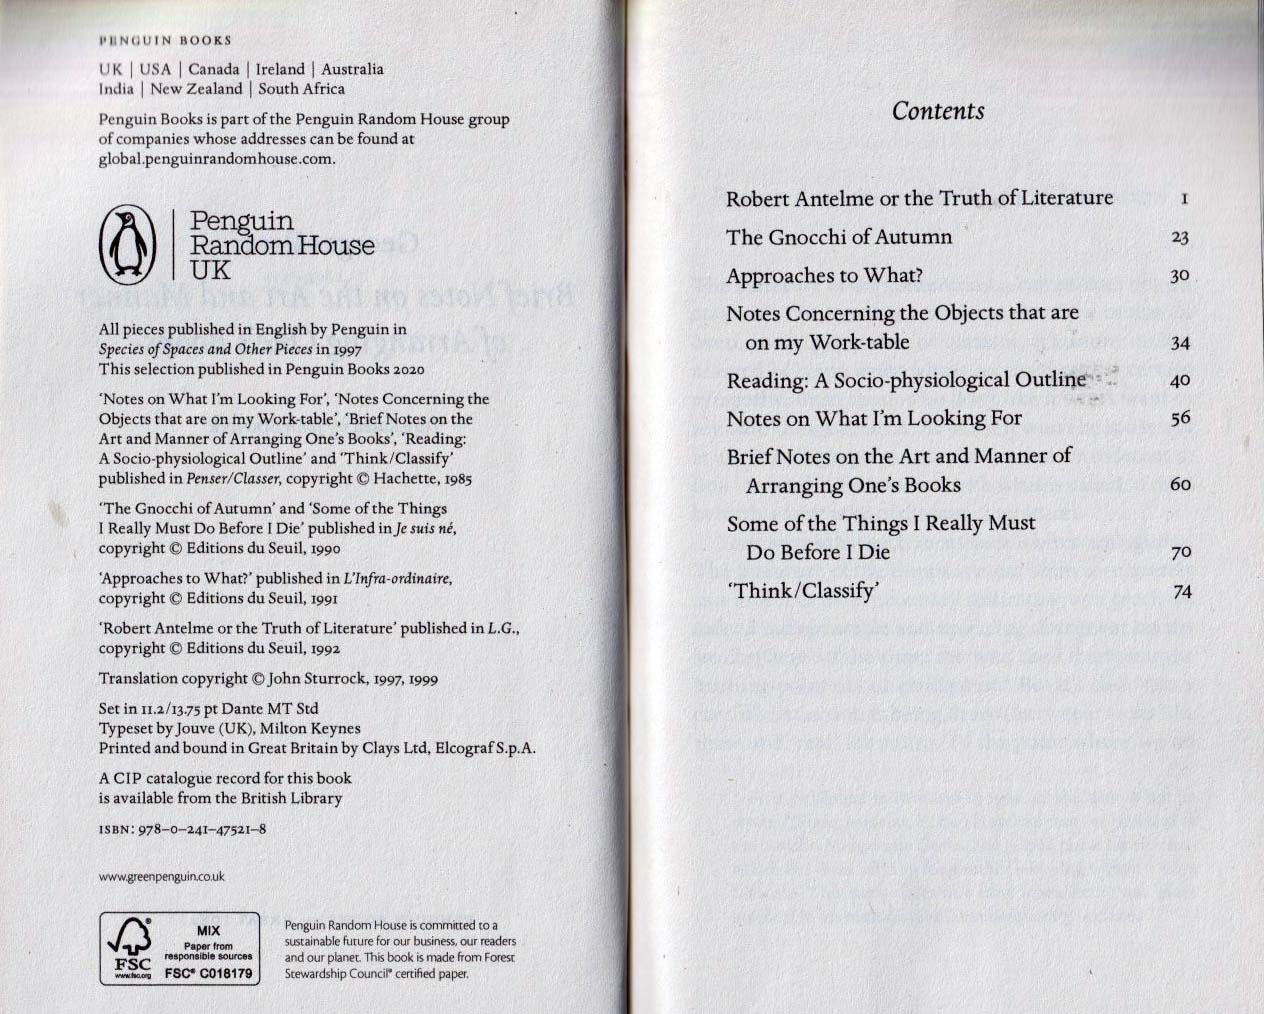 PENGUIN BOOKS
UK | USA | Canada | Ireland | Australia
India | New Zealand | South Africa
Penguin Books is part of the Penguin Random House group
of companies whose addresses can be found at
global.penguinrandomhouse.com.
Penguin
Random House
UK
All pieces published in English by Penguin in
Species of Spaces and Other Pieces in 1997
This selection published in Penguin Books 2020
‘Notes on What I’m Looking For’, ‘Notes Concerning the
Objects that are on my Work-table’, ‘Brief Notes on the
Art and Manner of Arranging One’s Books’, ‘Reading:
A Socio-physiological Outline’ and ‘Think/Classify’
published in Penser/Classer, copyright © Hachette, 1985
‘The Gnocchi of Autumn’ and ‘Some of the Things
I Really Must Do Before I Die’ published in Je suis né,
copyright © Editions du Seuil, 1990
‘Approaches to What?’ published in L’Infra-ordinaire,
copyright © Editions du Seuil, 1991
‘Robert Antelme or the Truth of Literature’ published in L.G.,
copyright © Editions du Seuil, 1992
Translation copyright © John Sturrock, 1997, 1999
Set in 11.2/13.75 pt Dante MT Std
Typeset by Jouve (UK), Milton Keynes
Printed and bound in Great Britain by Clays Ltd, Elcograf S.p.A.
A CIP catalogue record for this book
is available from the British Library
ISBN: 978–0–241–47521–8
www.greenpenguin.co.uk
FSC
www.fsc.org
MIX
Paper from
responsible sources
FSC® C018179
Penguin Random House is committed to a
sustainable future for our business, our readers
and our planet. This book is made from Forest
Stewardship Council® certified paper.
Contents
Robert Antelme or the Truth of Literature 1
The Gnocchi of Autumn 23
Approaches to What? 30
Notes Concerning the Objects that are
on my Work-table 34
Reading: A Socio-physiological Outline 40
Notes on What I’m Looking For 56
Brief Notes on the Art and Manner of
Arranging One’s Books 60
Some of the Things I Really Must
Do Before I Die 70
‘Think/Classify’ 74